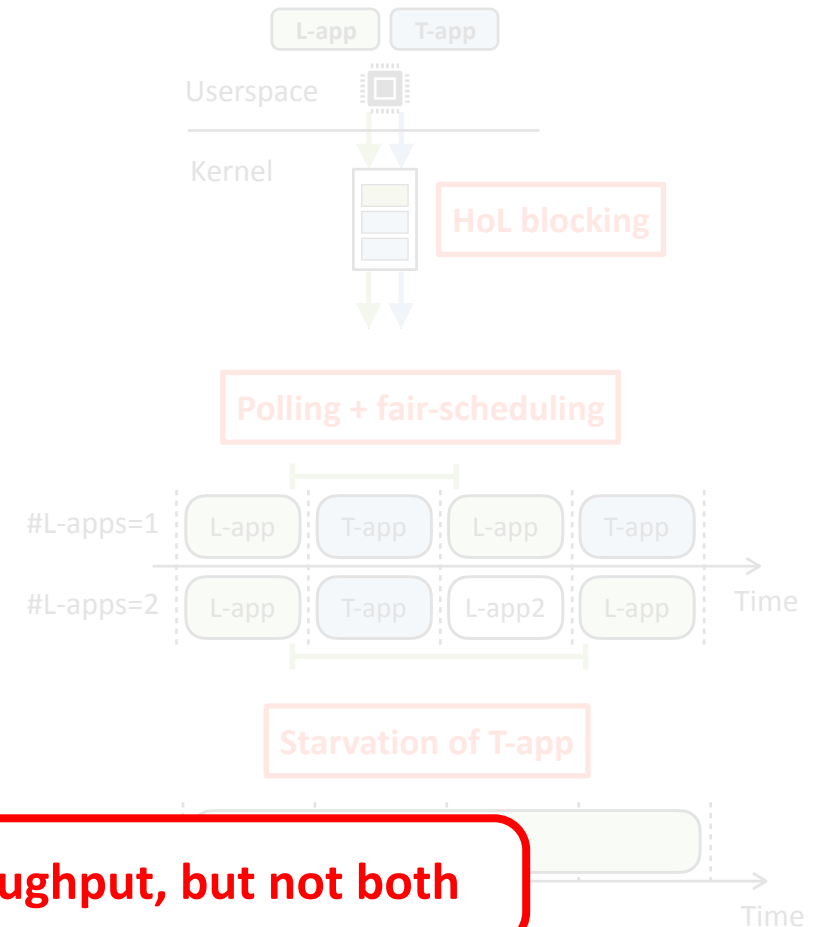 L-app T-app
Userspace
Kernel
HoL blocking
Polling + fair-scheduling
#L-apps=1 L-app T-app L-app T-app
#L-apps=2 L-app T-app L-app2 L-app
Time
Starvation of T-app
ughput, but not both
Time